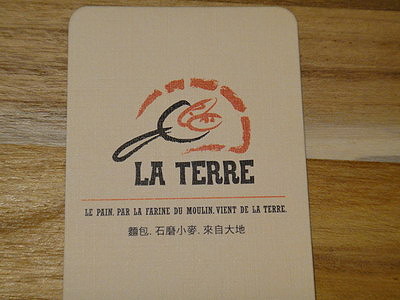 LA TERRE
LE PAIN, PAR LA FARINE DU MOULIN, VIENT DE LA TERRE.
麵包．石磨小麥．來自大地